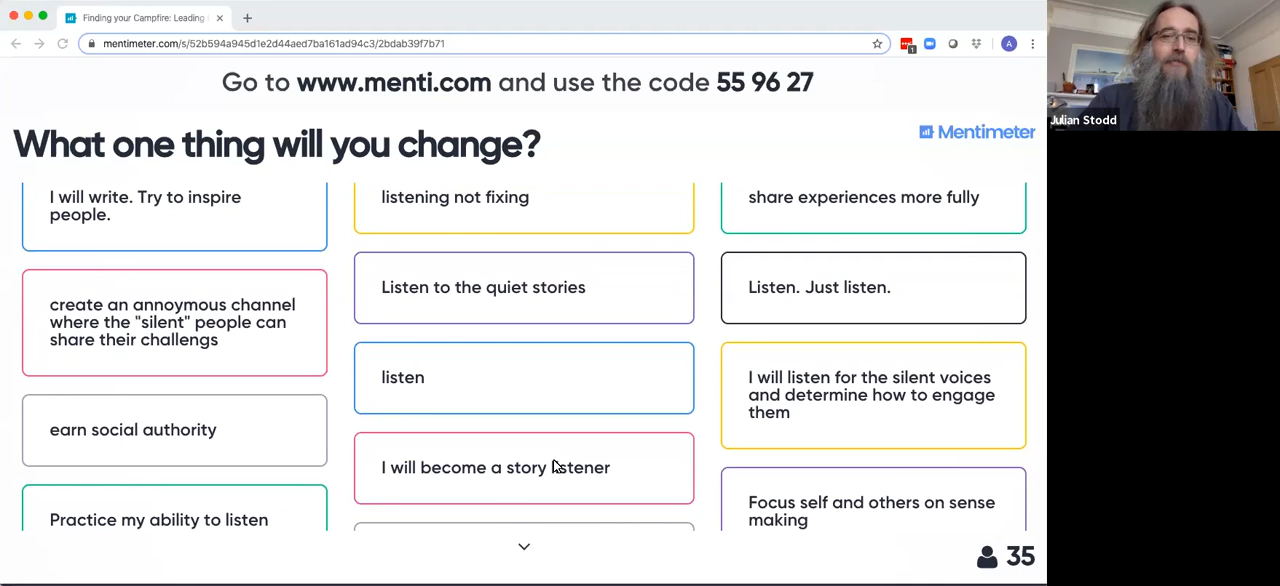 Finding your Campfire: Leading
mentimeter.com/s/52b594a945d1e2d44aed7ba161ad94c3/2bdab39f7b71
1
A
Go to www.menti.com and use the code 55 96 27
Julian Stodd
What one thing will you change?
Mentimeter
I will write. Try to inspire
people.
create an annoymous channel
where the "silent" people can
share their challengs
earn social authority
Practice my ability to listen
listening not fixing
Listen to the quiet stories
listen
I will become a story listener
share experiences more fully
Listen. Just listen.
I will listen for the silent voices
and determine how to engage
them
Focus self and others on sense
making
35